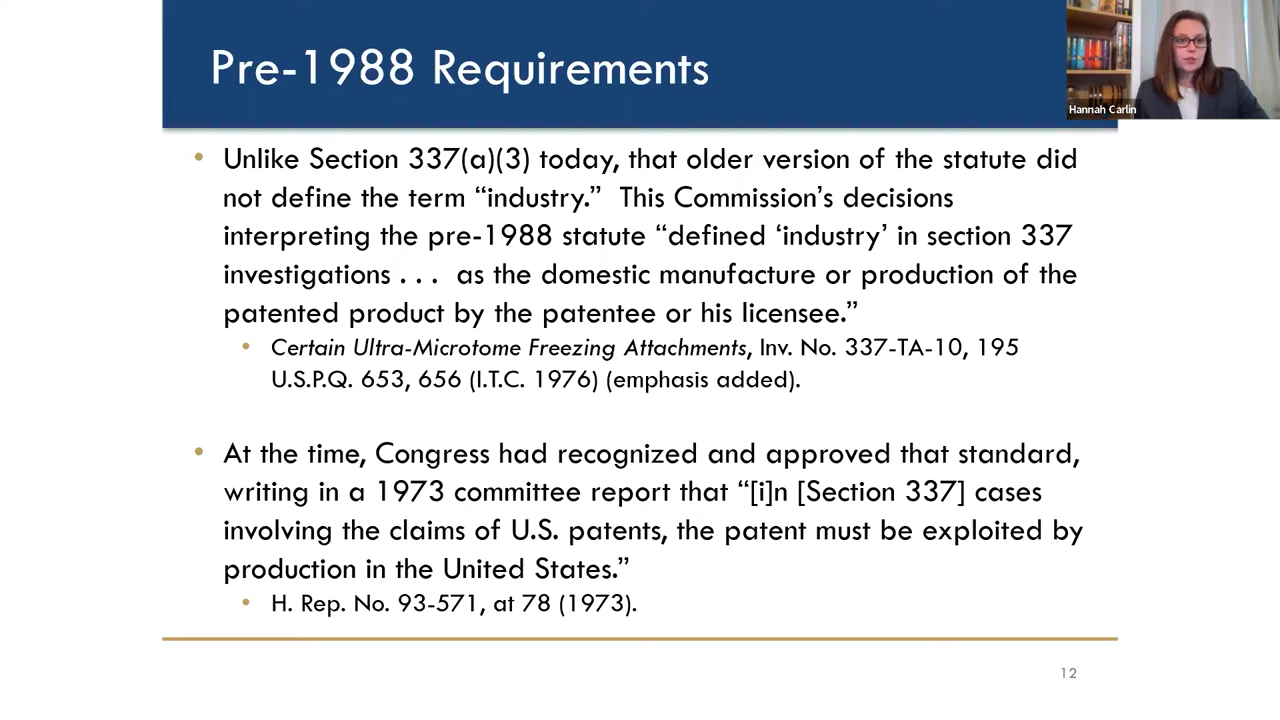 Pre-1988 Requirements
Hannah Carlin
• Unlike Section 337(a)(3) today, that older version of the statute did
not define the term “industry.”  This Commission’s decisions
interpreting the pre-1988 statute “defined ‘industry’ in section 337
investigations . . .  as the domestic manufacture or production of the
patented product by the patentee or his licensee.”
• Certain Ultra-Microtome Freezing Attachments, Inv. No. 337-TA-10, 195
U.S.P.Q. 653, 656 (I.T.C. 1976) (emphasis added).
• At the time, Congress had recognized and approved that standard,
writing in a 1973 committee report that “[i]n [Section 337] cases
involving the claims of U.S. patents, the patent must be exploited by
production in the United States.”
• H. Rep. No. 93-571, at 78 (1973).
12